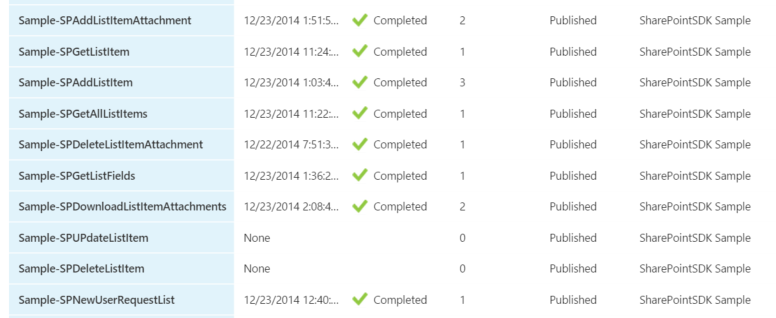 Sample-SPAddListItemAttachment 12/23/2014 1:51:5... Completed 2 Published SharePointSDK Sample
Sample-SPGetListItem 12/23/2014 11:24:... Completed 1 Published SharePointSDK Sample
Sample-SPAddListItem 12/23/2014 1:03:4... Completed 3 Published SharePointSDK Sample
Sample-SPGetAllListItems 12/23/2014 11:22:... Completed 1 Published SharePointSDK Sample
Sample-SPDeleteListItemAttachment 12/22/2014 7:51:3... Completed 1 Published SharePointSDK Sample
Sample-SPGetListFields 12/23/2014 1:36:2... Completed 1 Published SharePointSDK Sample
Sample-SPDownloadListItemAttachments 12/23/2014 2:08:4... Completed 2 Published SharePointSDK Sample
Sample-SPUPdateListItem None 0 Published SharePointSDK Sample
Sample-SPDeleteListItem None 0 Published SharePointSDK Sample
Sample-SPNewUserRequestList 12/23/2014 12:40:... Completed 1 Published SharePointSDK Sample